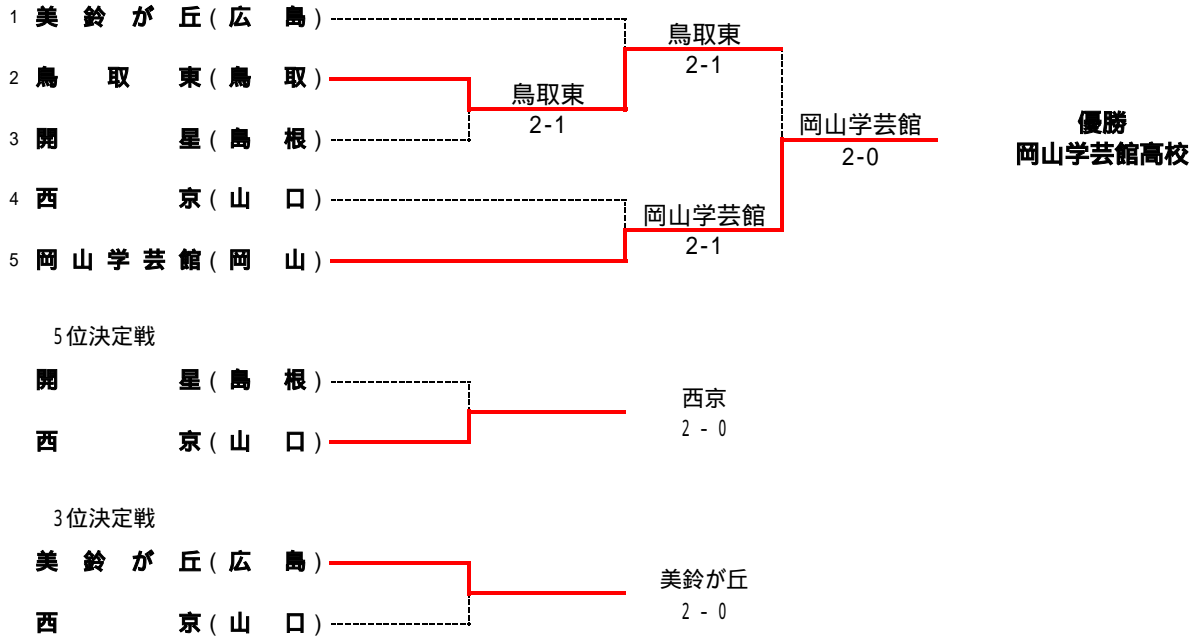 1 美鈴が丘(広島)
鳥取東
2-1
2 鳥取東(鳥取)
鳥取東
2-1
3 開星(島根)
岡山学芸館
2-0
優勝
岡山学芸館高校
4 西京(山口)
岡山学芸館
2-1
5 岡山学芸館(岡山)
5位決定戦
開星(島根)
西京
2 - 0
西京(山口)
3位決定戦
美鈴が丘(広島)
美鈴が丘
2 - 0
西京(山口)